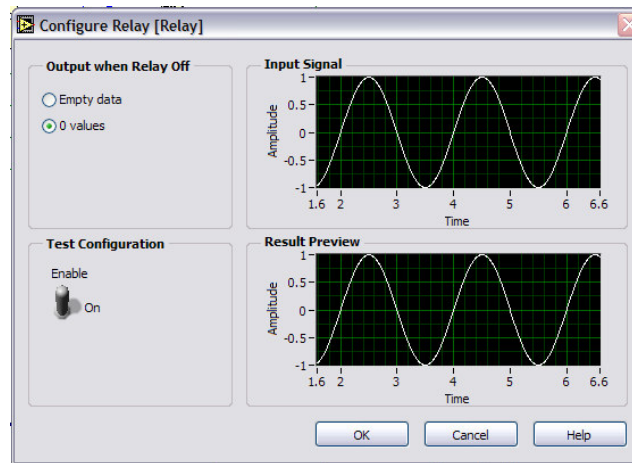 Configure Relay [Relay]
Output when Relay Off
Empty data
0 values
Input Signal
Amplitude
1
0.5
0
-0.5
-1
1.6 2 3 4 5 6 6.6
Time
Test Configuration
Enable
On
Result Preview
Amplitude
1
0.5
0
-0.5
-1
1.6 2 3 4 5 6 6.6
Time
OK Cancel Help